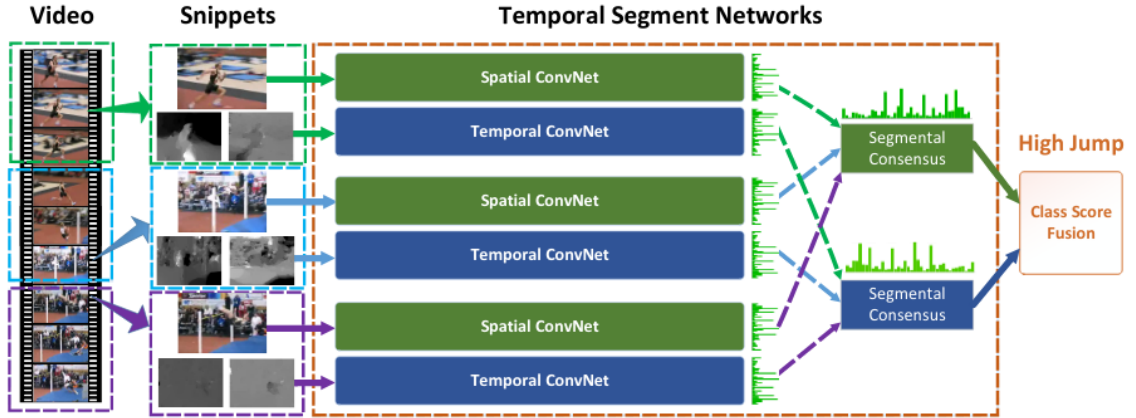 Video
Snippets
Temporal Segment Networks
Spatial ConvNet
Temporal ConvNet
Spatial ConvNet
Temporal ConvNet
Spatial ConvNet
Temporal ConvNet
Segmental
Consensus
Segmental
Consensus
High Jump
Class Score
Fusion